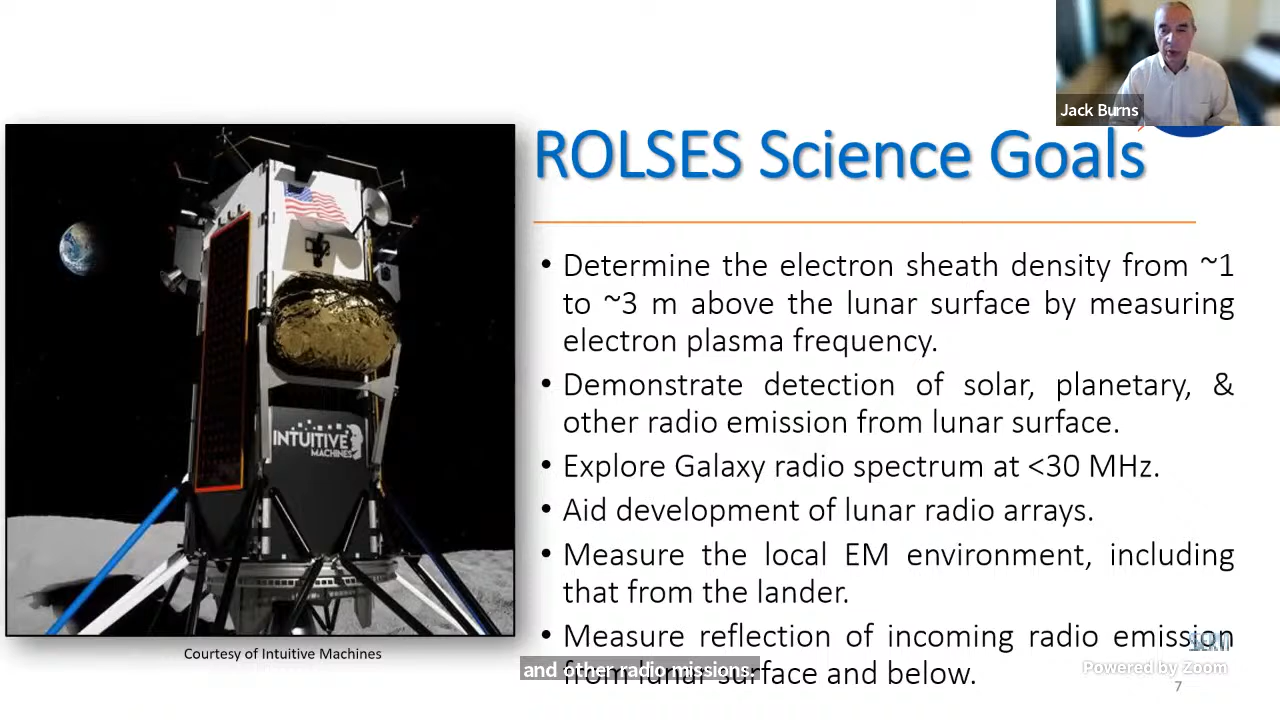 Jack Burns
ROLSES Science Goals
• Determine the electron sheath density from ~1
to ~3 m above the lunar surface by measuring
electron plasma frequency.
• Demonstrate detection of solar, planetary, &
other radio emission from lunar surface.
• Explore Galaxy radio spectrum at <30 MHz.
• Aid development of lunar radio arrays.
• Measure the local EM environment, including
that from the lander.
• Measure reflection of incoming radio emission
from lunar surface and below.
INTUITIVE
MACHINES
Courtesy of Intuitive Machines
and other radio missions.
Powered by Zoom
7